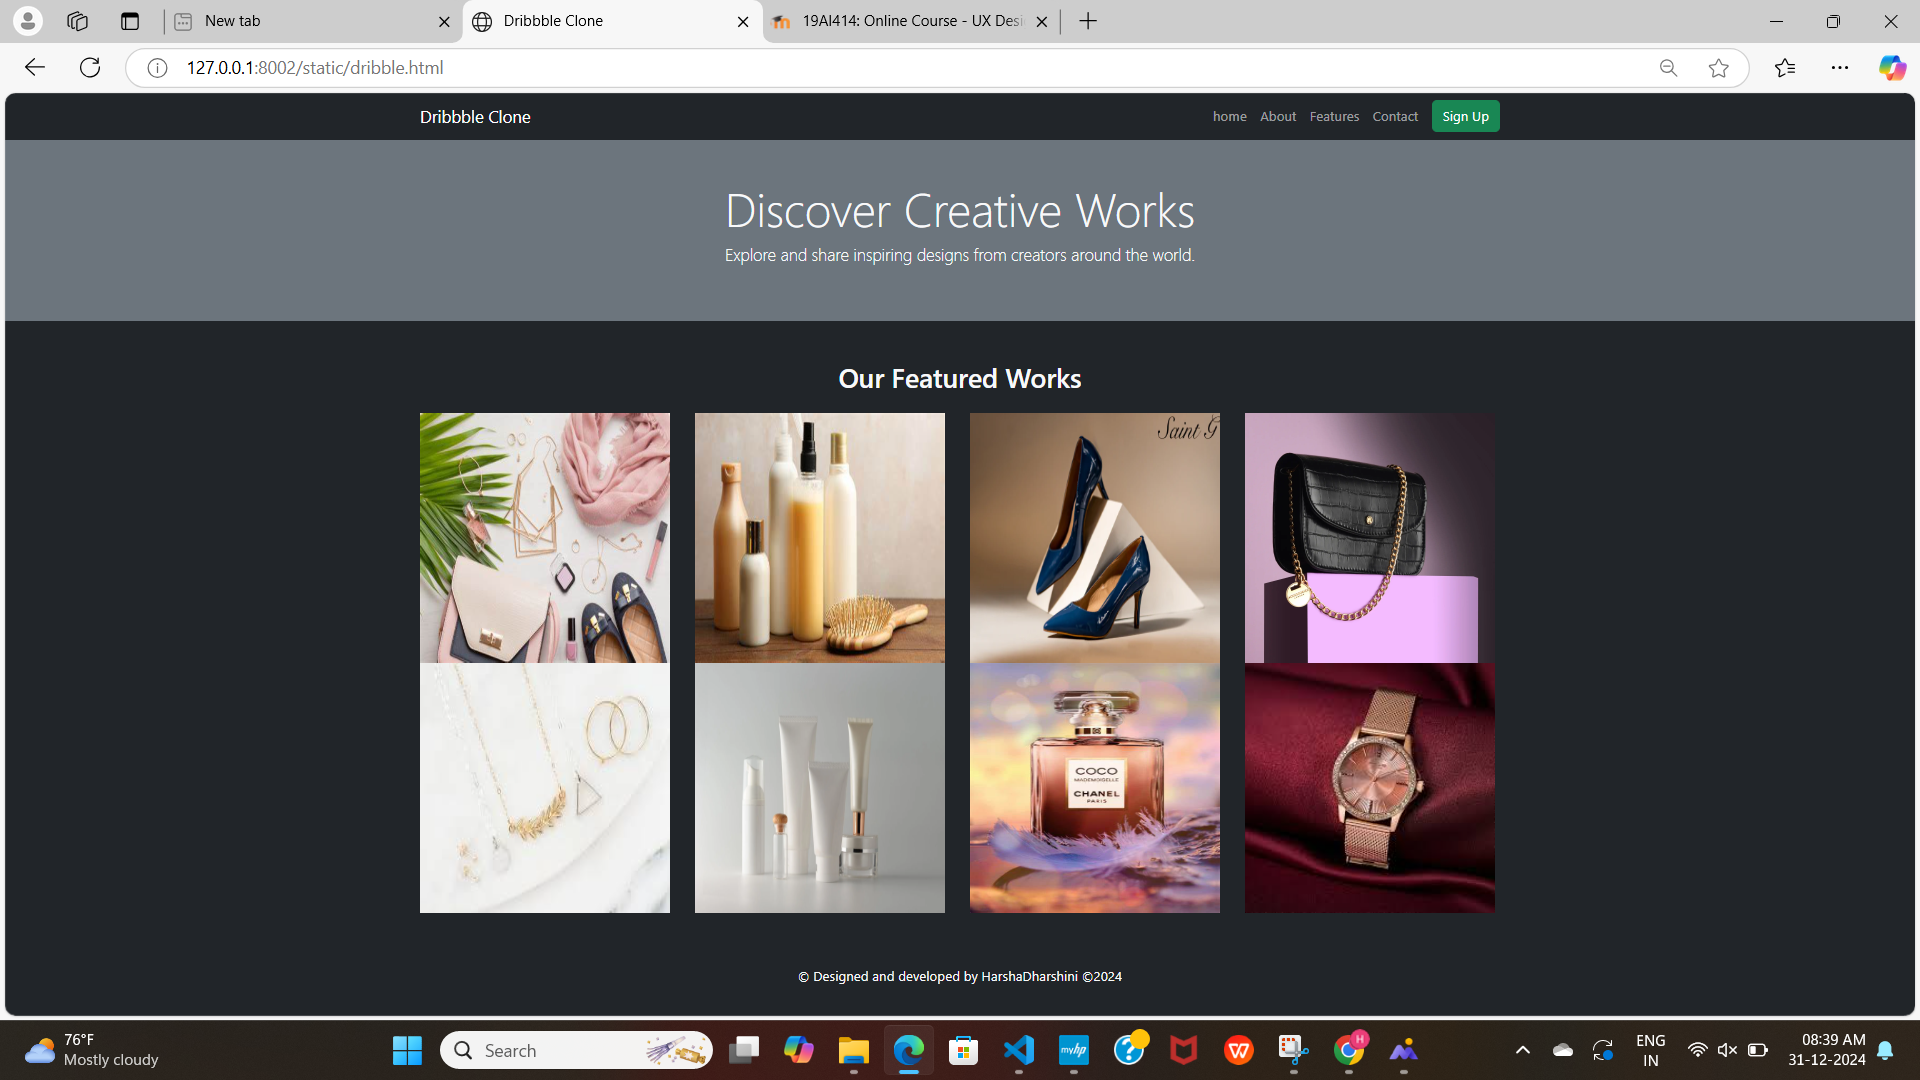 New tab
Dribbble Clone
19AI414: Online Course - UX Desi
127.0.0.1:8002/static/dribble.html
Dribbble Clone
home About Features Contact Sign Up
Discover Creative Works
Explore and share inspiring designs from creators around the world.
Our Featured Works
Saint G
COCO
MADEMOISELLE
CHANEL
PARIS
© Designed and developed by HarshaDharshini ©2024
76°F
Mostly cloudy
Search
myhp
W
H
ENG
IN
08:39 AM
31-12-2024